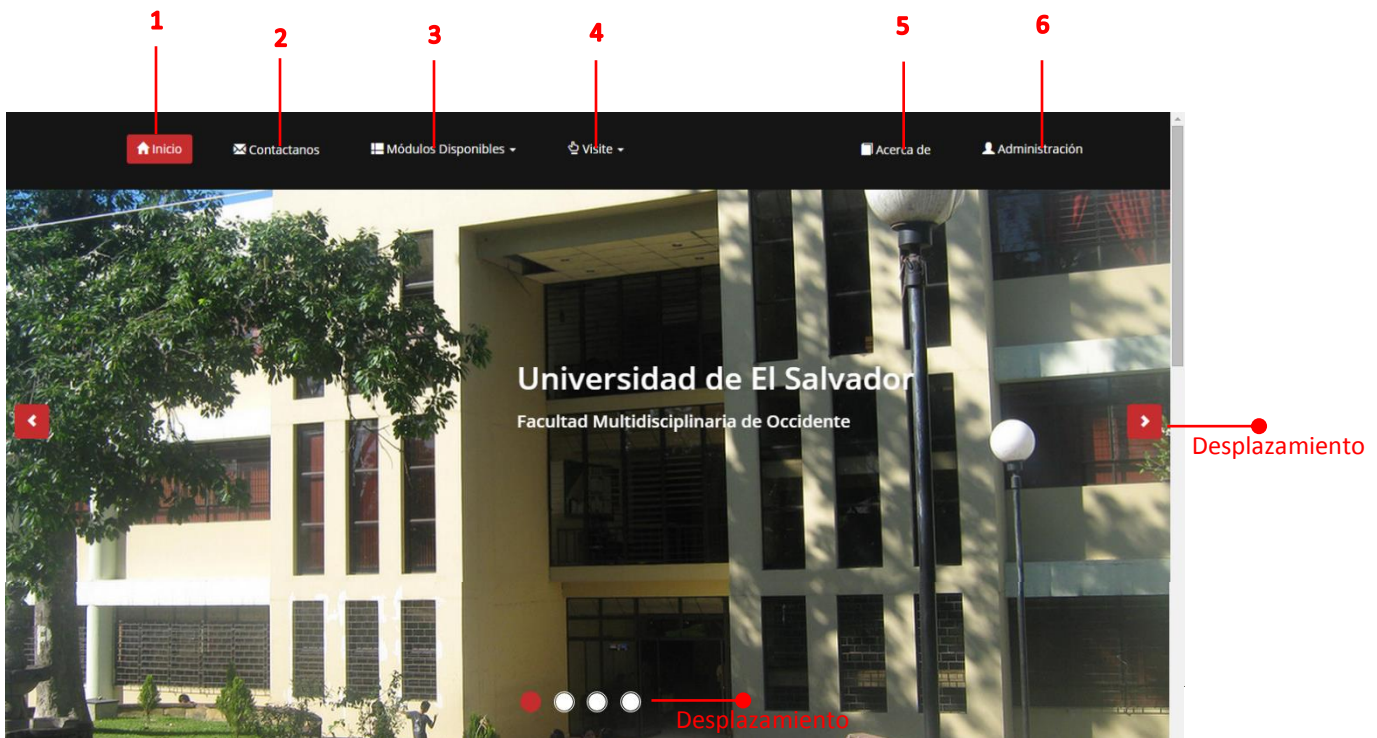 1 2 3 4 5 6
Inicio Contactanos Módulos Disponibles Visite Acerca de Administración
Universidad de El Salvador
Facultad Multidisciplinaria de Occidente
Desplazamiento
Desplazamiento